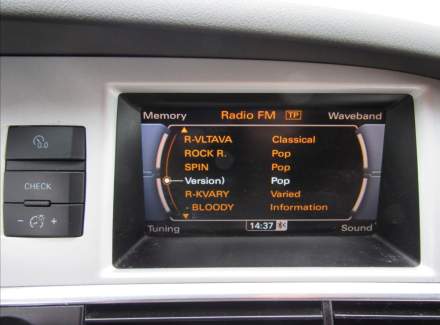 Memory Radio FM TP Waveband
R-VLTAVA Classical
ROCK R. Pop
SPIN Pop
Version) Pop
R-KVARY Varied
- BLOODY Information
Tuning 14:37 Sound
CHECK
- +